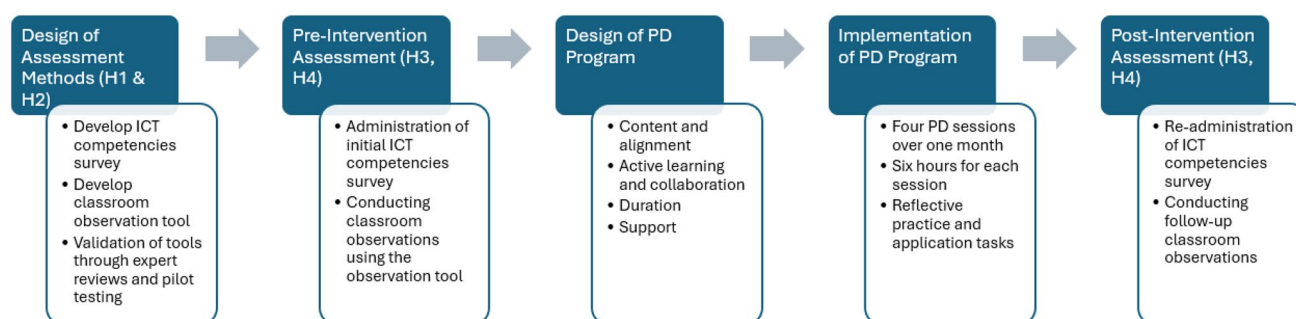 Design of
Assessment
Methods (H1 &
H2)
• Develop ICT
competencies
survey
• Develop
classroom
observation tool
• Validation of tools
through expert
reviews and pilot
testing
Pre-Intervention
Assessment (H3,
H4)
• Administration of
initial ICT
competencies
survey
• Conducting
classroom
observations
using the
observation tool
Design of PD
Program
• Content and
alignment
• Active learning
and collaboration
• Duration
• Support
Implementation
of PD Program
• Four PD sessions
over one month
• Six hours for each
session
• Reflective
practice and
application tasks
Post-Intervention
Assessment (H3,
H4)
• Re-administration
of ICT
competencies
survey
• Conducting
follow-up
classroom
observations